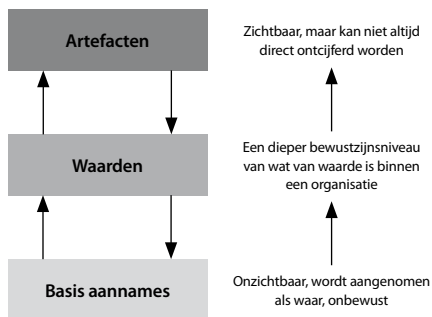 Artefacten
Zichtbaar, maar kan niet altijd
direct ontcijferd worden
Waarden
Een dieper bewustzijnsniveau
van wat van waarde is binnen
een organisatie
Basis aannames
Onzichtbaar, wordt aangenomen
als waar, onbewust